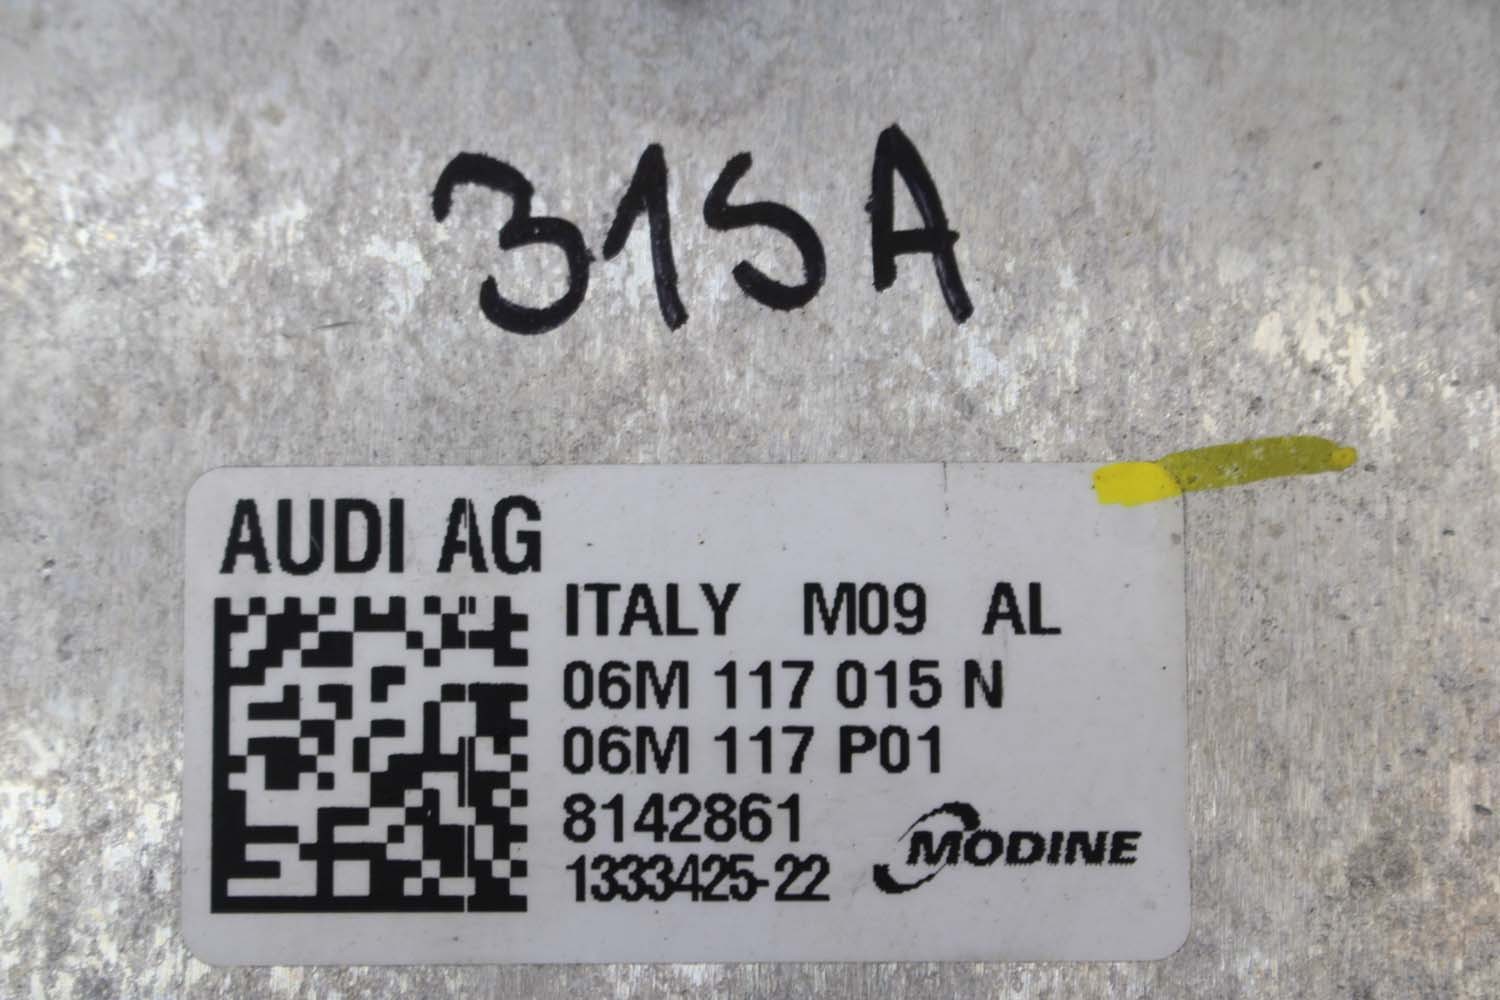 315A
AUDI AG
ITALY M09 AL
06M 117 015 N
06M 117 P01
8142861
1333425-22
MODINE